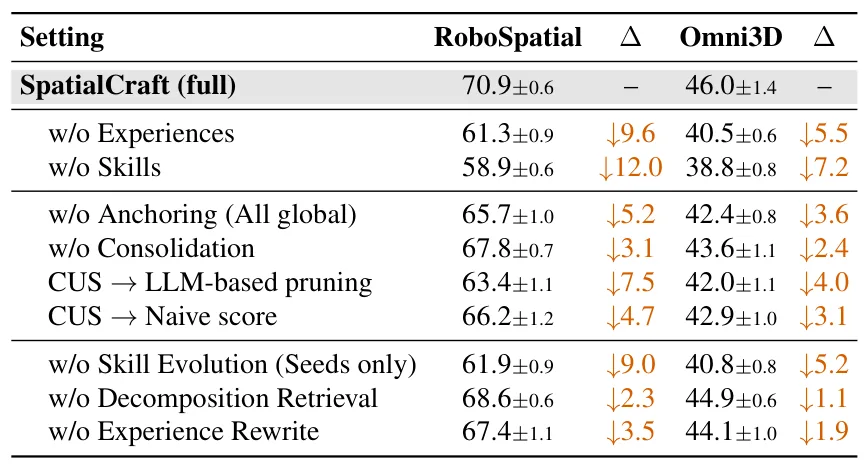 Setting RoboSpatial Δ Omni3D Δ
SpatialCraft (full) 70.9±0.6 – 46.0±1.4 –
w/o Experiences 61.3±0.9 ↓9.6 40.5±0.6 ↓5.5
w/o Skills 58.9±0.6 ↓12.0 38.8±0.8 ↓7.2
w/o Anchoring (All global) 65.7±1.0 ↓5.2 42.4±0.8 ↓3.6
w/o Consolidation 67.8±0.7 ↓3.1 43.6±1.1 ↓2.4
CUS → LLM-based pruning 63.4±1.1 ↓7.5 42.0±1.1 ↓4.0
CUS → Naive score 66.2±1.2 ↓4.7 42.9±1.0 ↓3.1
w/o Skill Evolution (Seeds only) 61.9±0.9 ↓9.0 40.8±0.8 ↓5.2
w/o Decomposition Retrieval 68.6±0.6 ↓2.3 44.9±0.6 ↓1.1
w/o Experience Rewrite 67.4±1.1 ↓3.5 44.1±1.0 ↓1.9